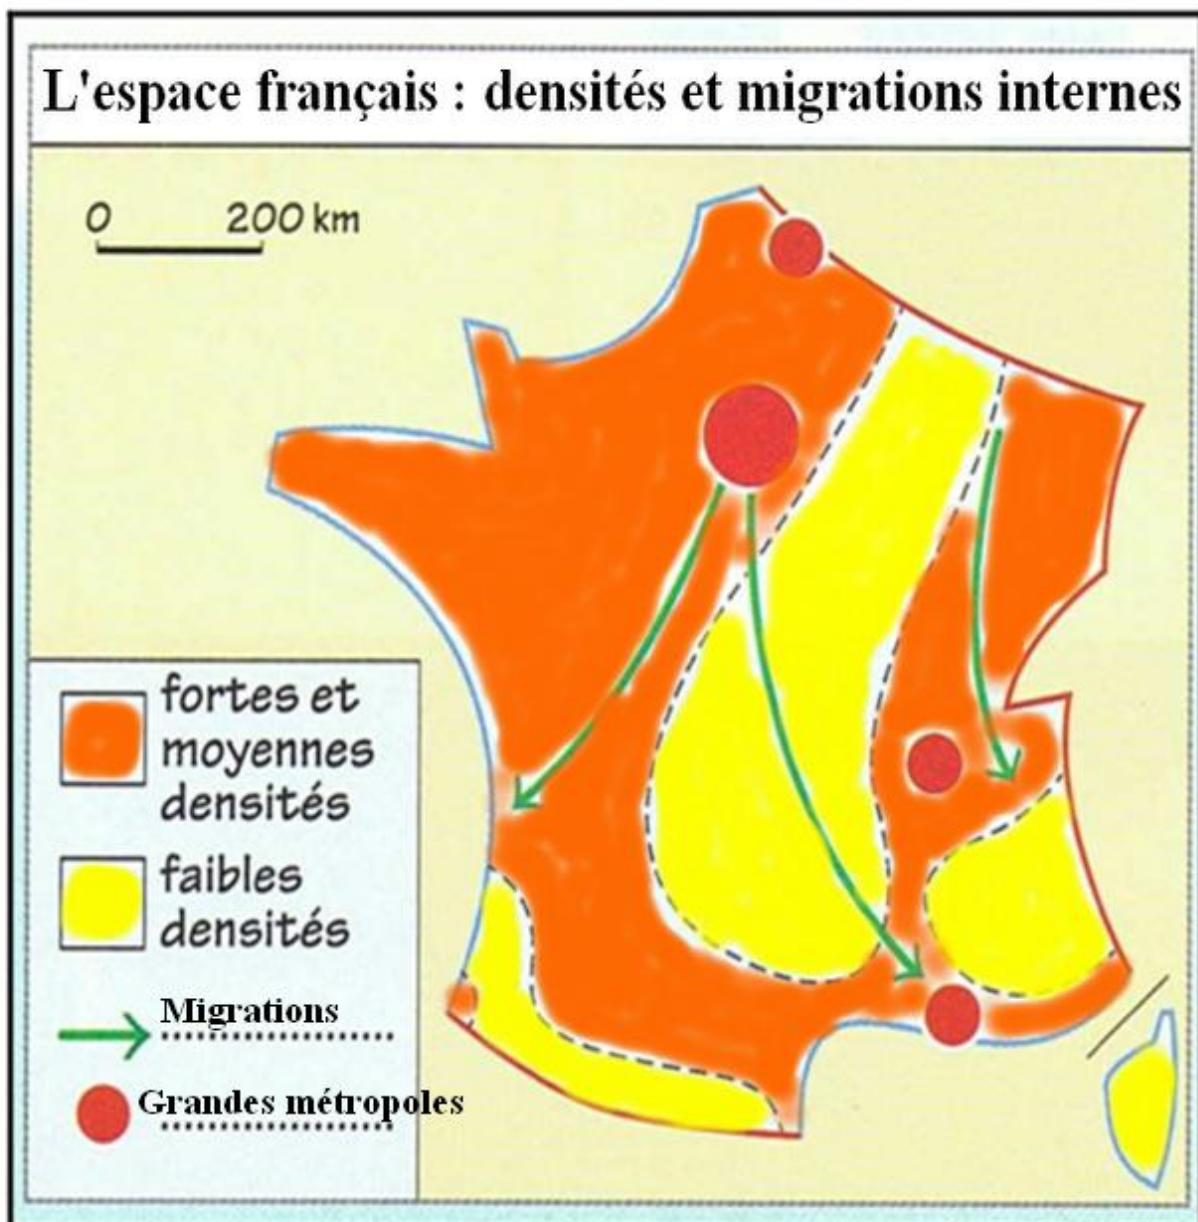 L'espace français : densités et migrations internes
0 200 km
fortes et
moyennes
densités
faibles
densités
Migrations
Grandes métropoles